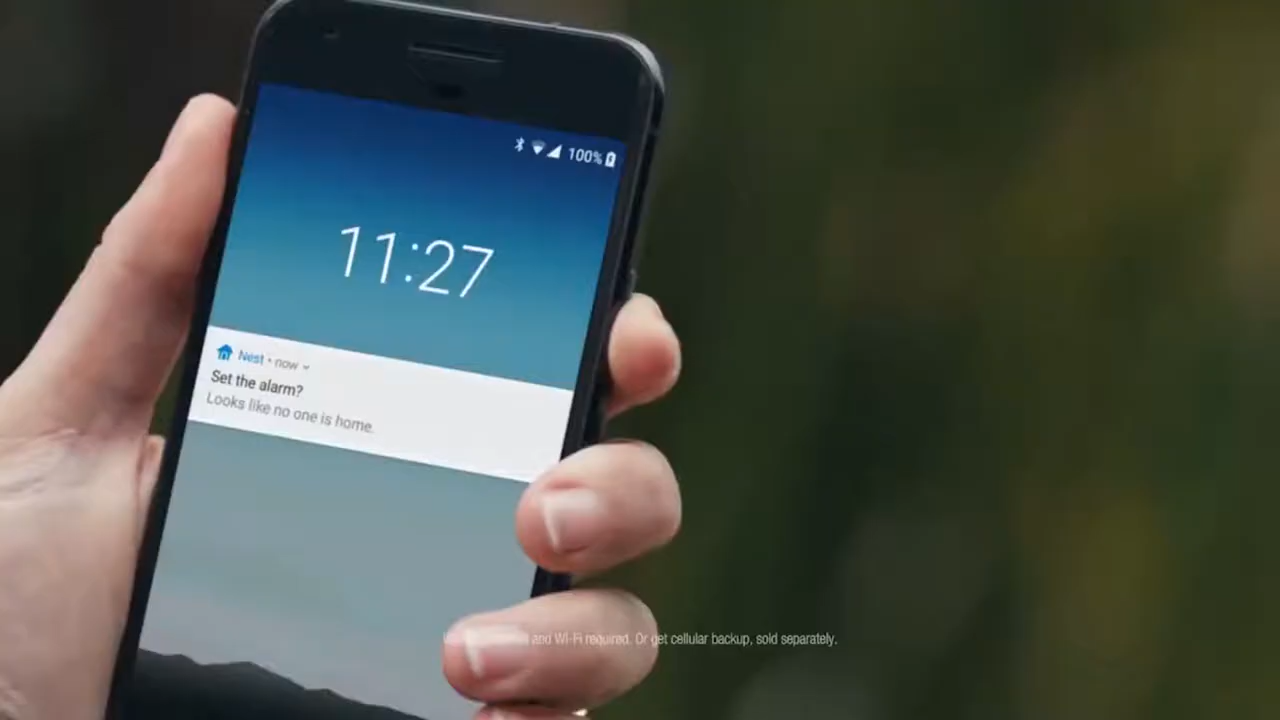 100%
11:27
Nest • now
Set the alarm?
Looks like no one is home.
and Wi-Fi required. Or get cellular backup, sold separately.